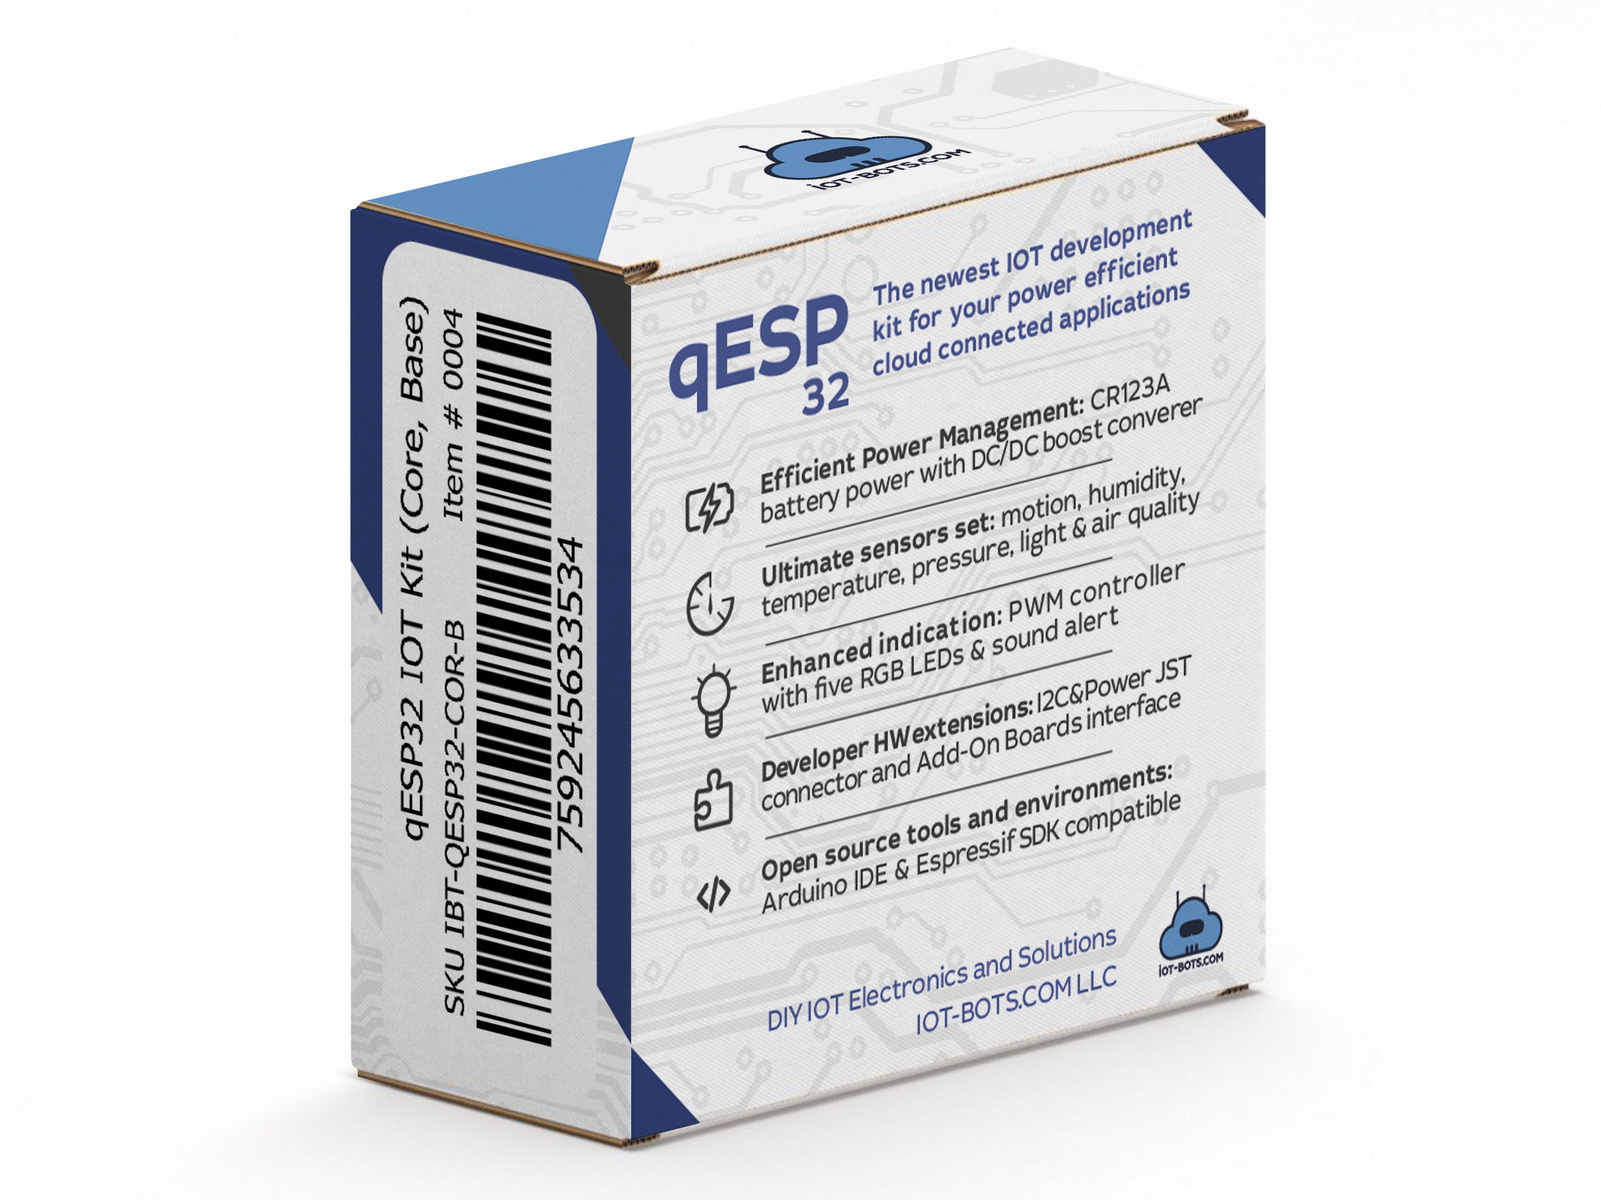 iOT-BOTS.COM
qESP32 IOT Kit (Core, Base)
SKU IBT-QESP32-COR-B Item # 0004
759245633534
qESP
32
The newest IOT development
kit for your power efficient
cloud connected applications
Efficient Power Management: CR123A
battery power with DC/DC boost converer
Ultimate sensors set: motion, humidity,
temperature, pressure, light & air quality
Enhanced indication: PWM controller
with five RGB LEDs & sound alert
Developer HW extensions: I2C&Power JST
connector and Add-On Boards interface
Open source tools and environments:
Arduino IDE & Espressif SDK compatible
DIY IOT Electronics and Solutions
IOT-BOTS.COM LLC
iOT-BOTS.COM